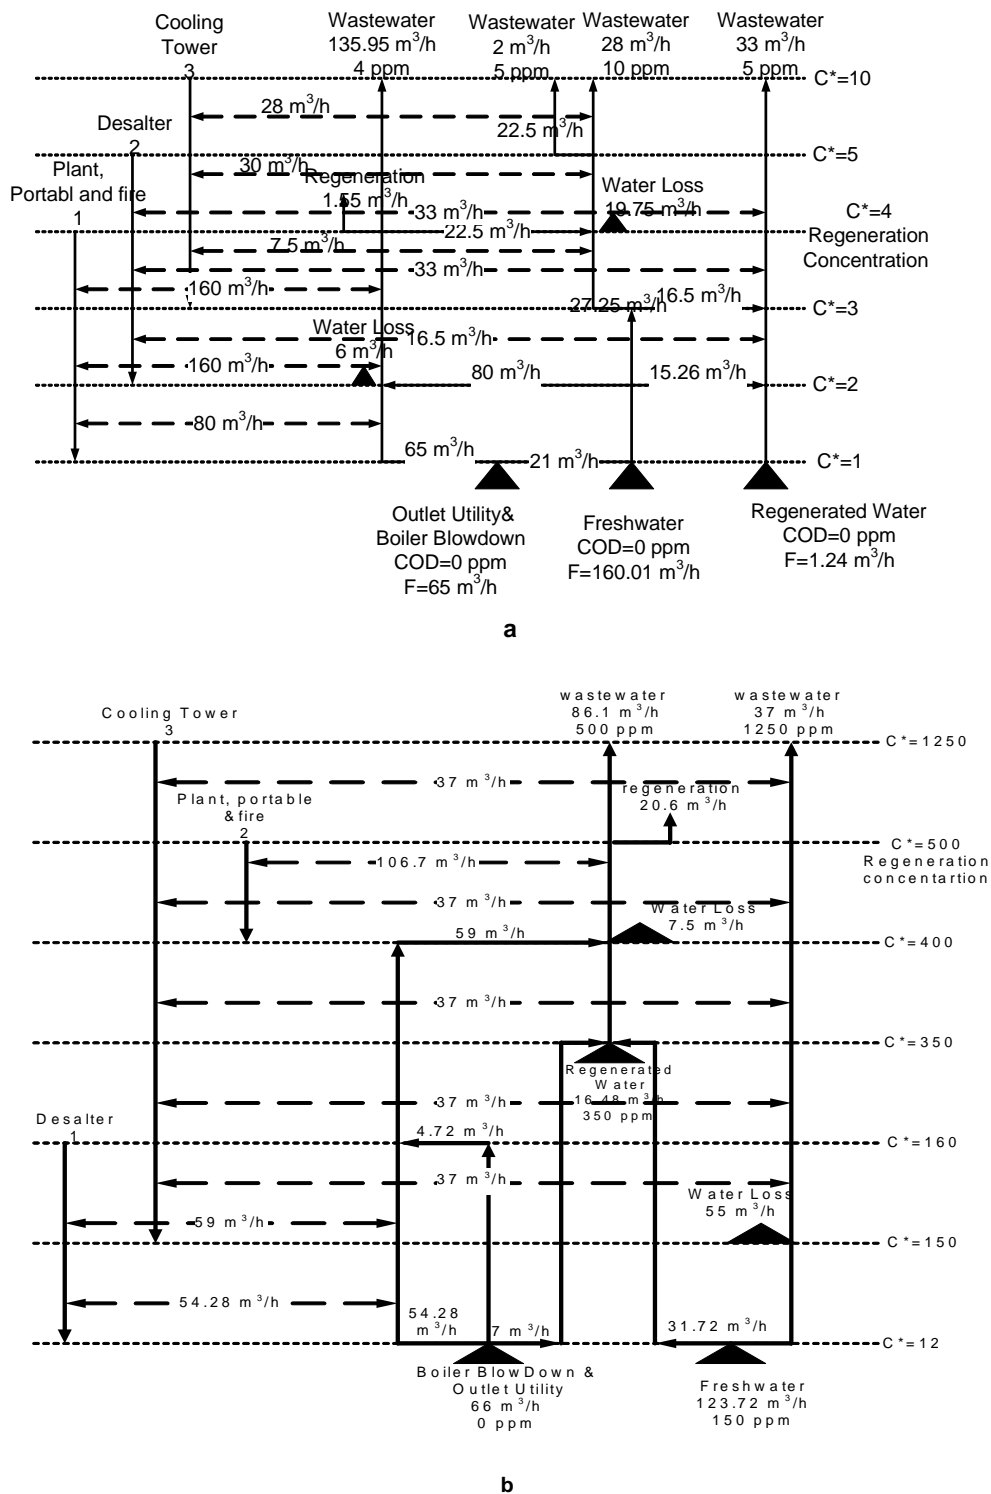 Cooling
Tower
3
Wastewater
135.95 m³/h
4 ppm
Wastewater
2 m³/h
5 ppm
Wastewater
28 m³/h
10 ppm
Wastewater
33 m³/h
5 ppm
C*=10
28 m³/h
22.5 m³/h
Desalter
2
C*=5
Plant,
Portabl and fire
1
30 m³/h
Regeneration
1.55 m³/h
Water Loss
19.75 m³/h
33 m³/h
C*=4
Regeneration
Concentration
22.5 m³/h
7.5 m³/h
33 m³/h
160 m³/h
16.5 m³/h
27.25 m³/h
C*=3
Water Loss
6 m³/h
16.5 m³/h
160 m³/h
80 m³/h
15.26 m³/h
C*=2
80 m³/h
65 m³/h
21 m³/h
C*=1
Outlet Utility&
Boiler Blowdown
COD=0 ppm
F=65 m³/h
Freshwater
COD=0 ppm
F=160.01 m³/h
Regenerated Water
COD=0 ppm
F=1.24 m³/h
a
Cooling Tower
3
wastewater
86.1 m³/h
500 ppm
wastewater
37 m³/h
1250 ppm
C*=1250
37 m³/h
Plant, portable
& fire
2
regeneration
20.6 m³/h
C*=500
Regeneration
concentartion
106.7 m³/h
37 m³/h
Water Loss
7.5 m³/h
59 m³/h
C*=400
37 m³/h
C*=350
Regenerated
Water
16.48 m³/h
350 ppm
37 m³/h
Desalter
1
4.72 m³/h
C*=160
37 m³/h
Water Loss
55 m³/h
59 m³/h
C*=150
54.28 m³/h
54.28
m³/h
7 m³/h
31.72 m³/h
C*=12
Boiler BlowDown &
Outlet Utility
66 m³/h
0 ppm
Freshwater
123.72 m³/h
150 ppm
b